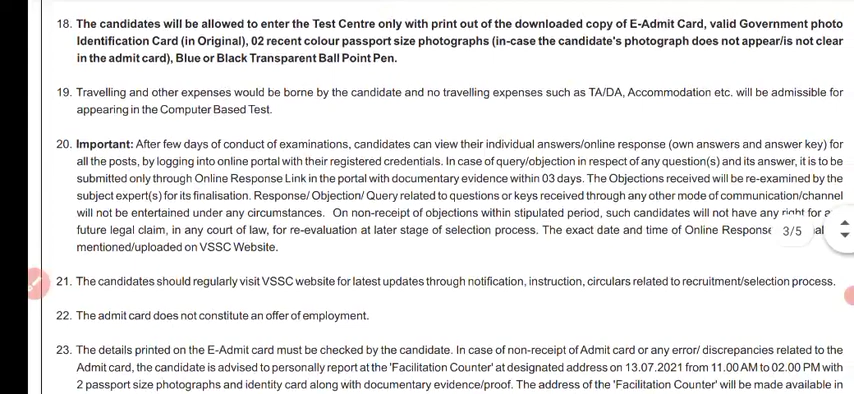 18. The candidates will be allowed to enter the Test Centre only with print out of the downloaded copy of E-Admit Card, valid Government photo
Identification Card (in Original), 02 recent colour passport size photographs (in-case the candidate's photograph does not appear/is not clear
in the admit card), Blue or Black Transparent Ball Point Pen.
19. Travelling and other expenses would be borne by the candidate and no travelling expenses such as TA/DA, Accommodation etc. will be admissible for
appearing in the Computer Based Test.
20. Important: After few days of conduct of examinations, candidates can view their individual answers/online response (own answers and answer key) for
all the posts, by logging into online portal with their registered credentials. In case of query/objection in respect of any question(s) and its answer, it is to be
submitted only through Online Response Link in the portal with documentary evidence within 03 days. The Objections received will be re-examined by the
subject expert(s) for its finalisation. Response/ Objection/ Query related to questions or keys received through any other mode of communication/channel
will not be entertained under any circumstances. On non-receipt of objections within stipulated period, such candidates will not have any right for
future legal claim, in any court of law, for re-evaluation at later stage of selection process. The exact date and time of Online Response
3/5
mentioned/uploaded on VSSC Website.
21. The candidates should regularly visit VSSC website for latest updates through notification, instruction, circulars related to recruitment/selection process.
22. The admit card does not constitute an offer of employment.
23. The details printed on the E-Admit card must be checked by the candidate. In case of non-receipt of Admit card or any error/ discrepancies related to the
Admit card, the candidate is advised to personally report at the 'Facilitation Counter' at designated address on 13.07.2021 from 11.00 AM to 02.00 PM with
2 passport size photographs and identity card along with documentary evidence/proof. The address of the 'Facilitation Counter' will be made available in